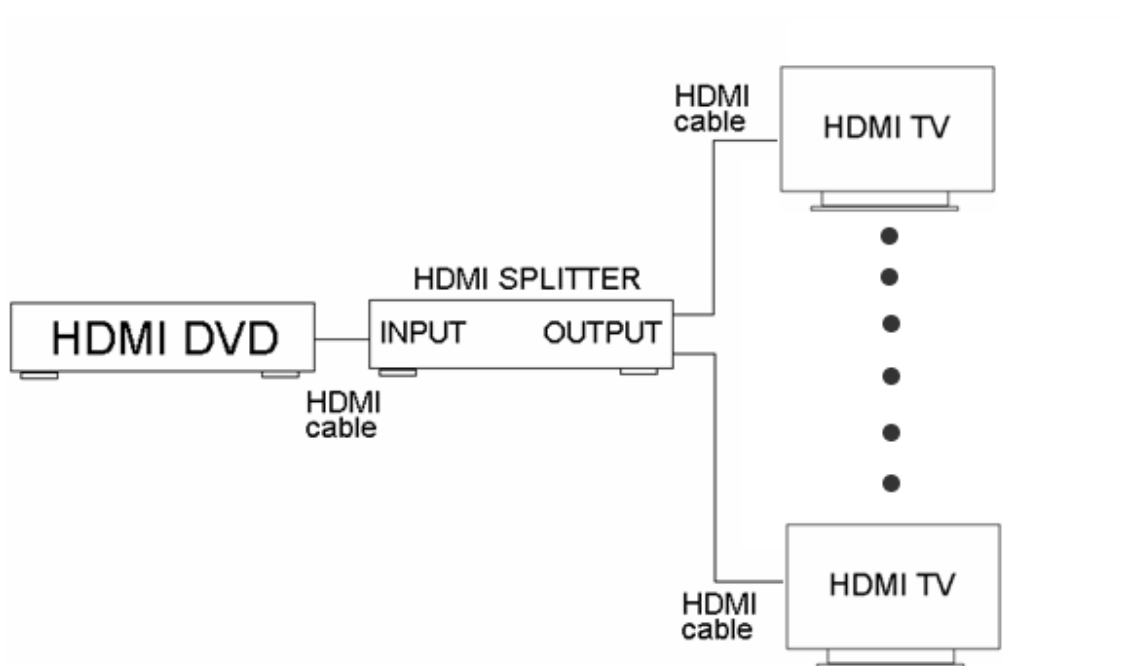 HDMI
cable
HDMI TV
HDMI SPLITTER
HDMI DVD
INPUT
OUTPUT
HDMI
cable
HDMI TV
HDMI
cable